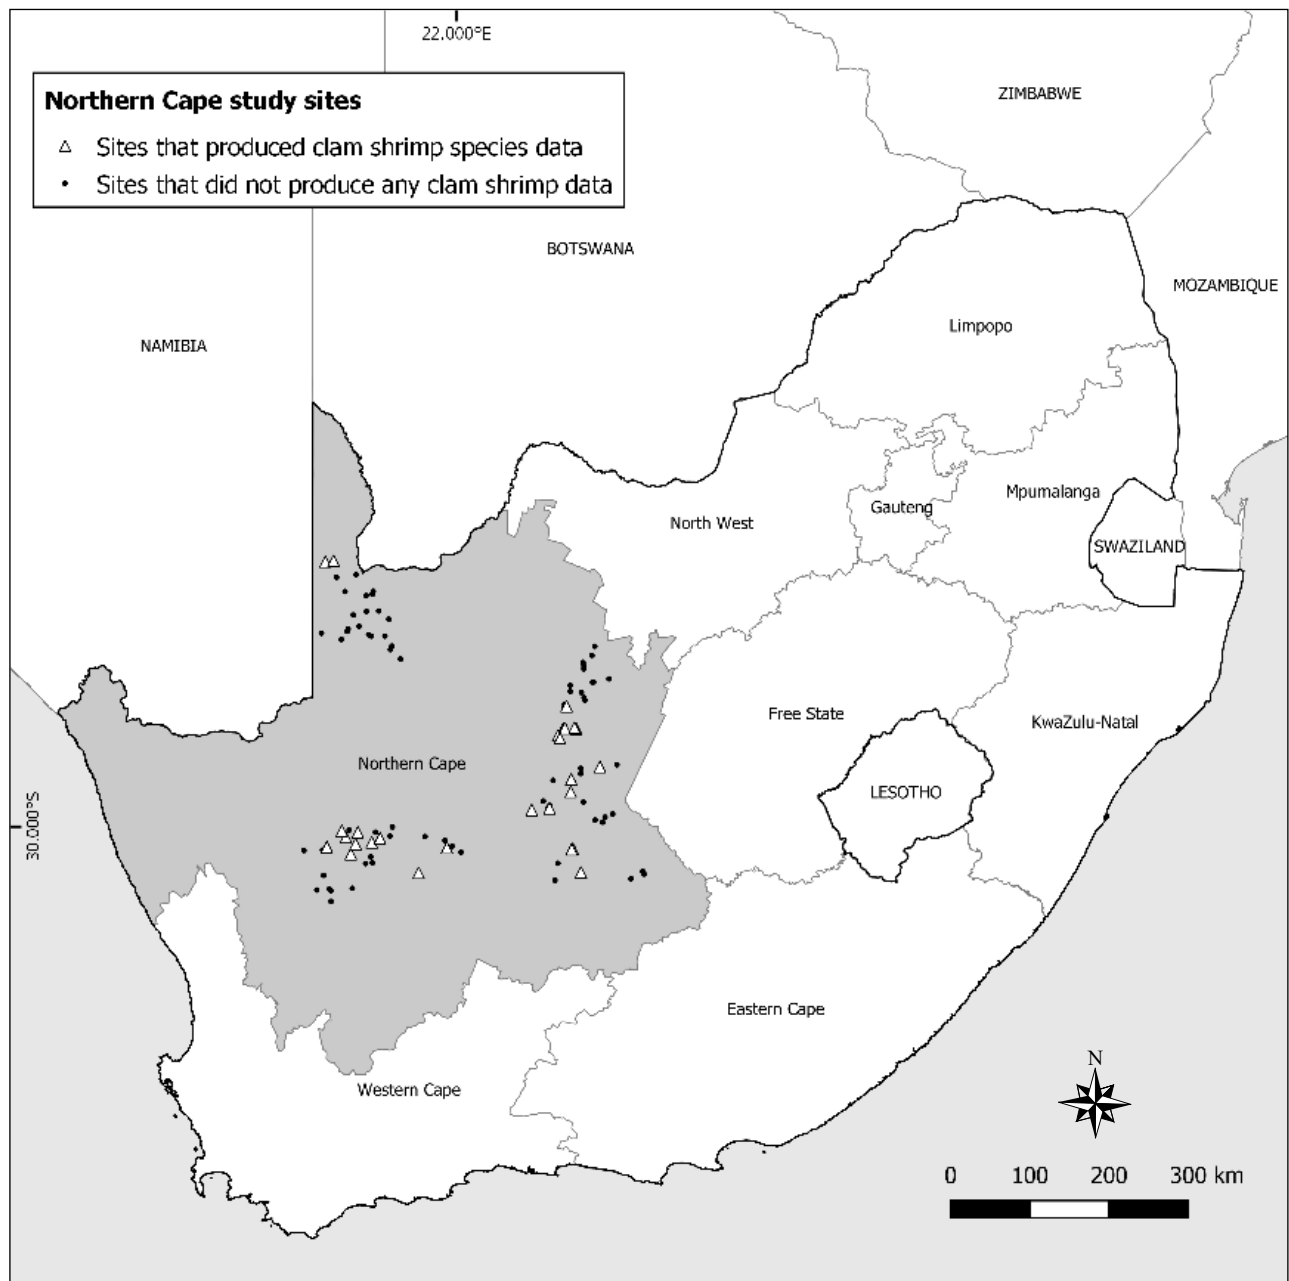 22.000°E
Northern Cape study sites
Sites that produced clam shrimp species data
Sites that did not produce any clam shrimp data
ZIMBABWE
BOTSWANA
MOZAMBIQUE
NAMIBIA
Limpopo
Mpumalanga
Gauteng
North West
SWAZILAND
Free State
KwaZulu-Natal
Northern Cape
LESOTHO
30.000°S
Eastern Cape
Western Cape
N
0 100 200 300 km